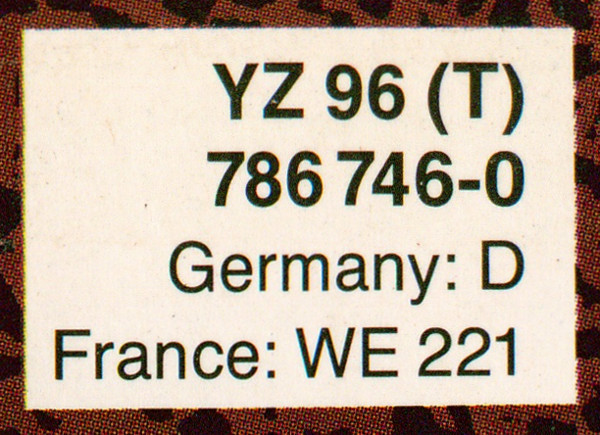 YZ 96 (T)
786 746-0
Germany: D
France: WE 221